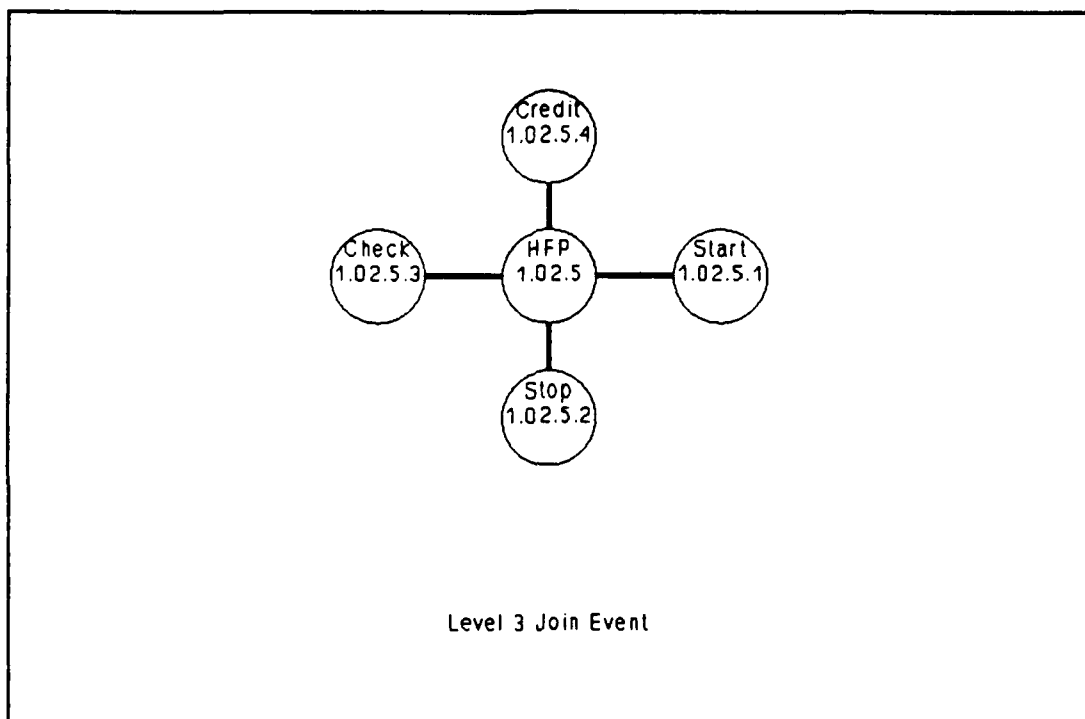 Credit
1.02.5.4
Check
1.02.5.3
HFP
1.02.5
Start
1.02.5.1
Stop
1.02.5.2
Level 3 Join Event